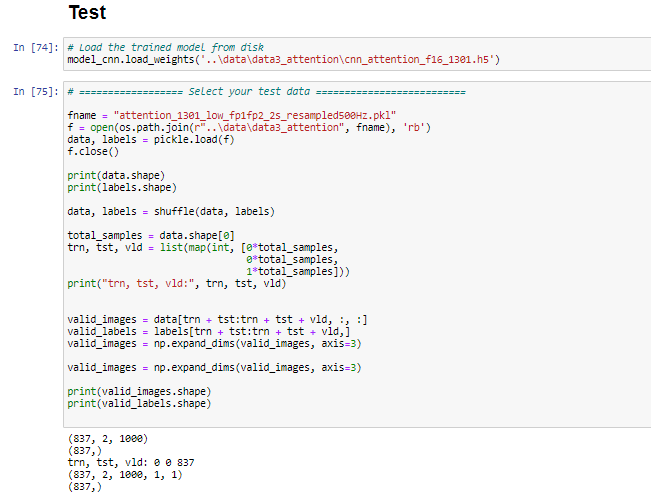 Test
In [74]: # Load the trained model from disk
model_cnn.load_weights('..\data\data3_attention\cnn_attention_f16_1301.h5')
In [75]: # ================== Select your test data ==========================
fname = "attention_1301_low_fp1fp2_2s_resampled500Hz.pkl"
f = open(os.path.join(r"..\data\data3_attention", fname), 'rb')
data, labels = pickle.load(f)
f.close()
print(data.shape)
print(labels.shape)
data, labels = shuffle(data, labels)
total_samples = data.shape[0]
trn, tst, vld = list(map(int, [0*total_samples,
0*total_samples,
1*total_samples]))
print("trn, tst, vld:", trn, tst, vld)
valid_images = data[trn + tst:trn + tst + vld, :, :]
valid_labels = labels[trn + tst:trn + tst + vld,]
valid_images = np.expand_dims(valid_images, axis=3)
valid_images = np.expand_dims(valid_images, axis=3)
print(valid_images.shape)
print(valid_labels.shape)
(837, 2, 1000)
(837,)
trn, tst, vld: 0 0 837
(837, 2, 1000, 1, 1)
(837,)